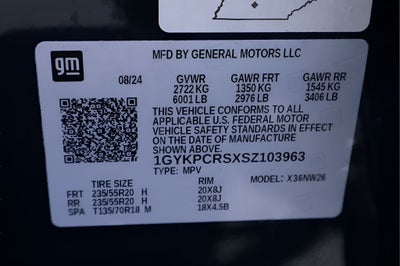 gm
MFD BY GENERAL MOTORS LLC
08/24 GVWR GAWR FRT GAWR RR
2722 KG 1350 KG 1545 KG
6001 LB 2976 LB 3406 LB
THIS VEHICLE CONFORMS TO ALL
APPLICABLE U.S. FEDERAL MOTOR
VEHICLE SAFETY STANDARDS IN EFFECT
ON THE DATE OF MANUFACTURE
SHOWN ABOVE.
1GYKPCRSXSZ103963
TYPE: MPV MODEL: X36NW26
TIRE SIZE RIM
FRT 235/55R20 H 20X8J
RR 235/55R20 H 20X8J
SPA T135/70R18 M 18X4.5B